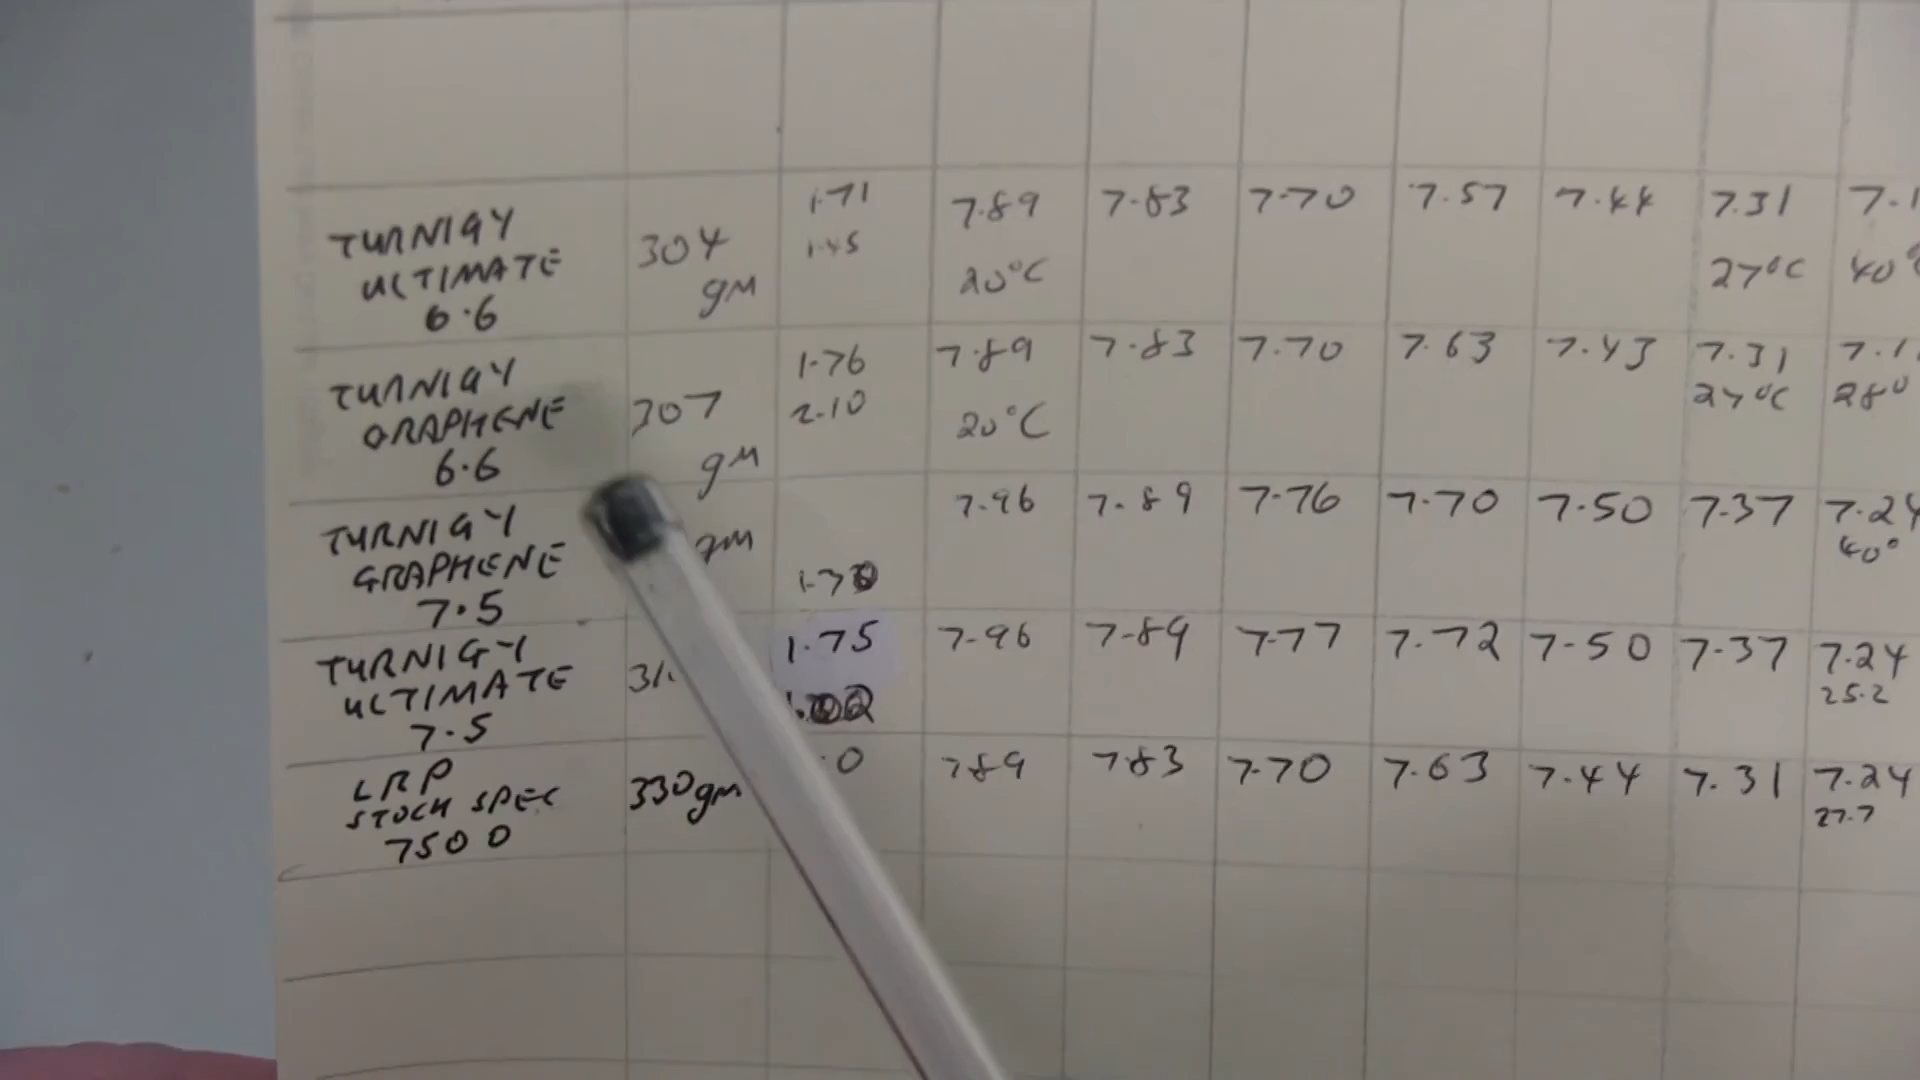 TURNIGY ULTIMATE 6.6 304 gm 1.71 1.45 7.89 20°C 7.83 7.70 7.57 7.44 7.31 27°C 40°
TURNIGY GRAPHENE 6.6 307 gm 1.76 2.10 7.89 20°C 7.83 7.70 7.63 7.43 7.31 27°C 28°
TURNIGY GRAPHENE 7.5 gm 7.96 7.89 7.76 7.70 7.50 7.37 7.24 40°
TURNIGY ULTIMATE 7.5 1.75 7.96 7.89 7.77 7.72 7.50 7.37 7.24 25.2
LRP STOCK SPEC 7500 330gm 7.89 7.83 7.70 7.63 7.44 7.31 7.24 27.7